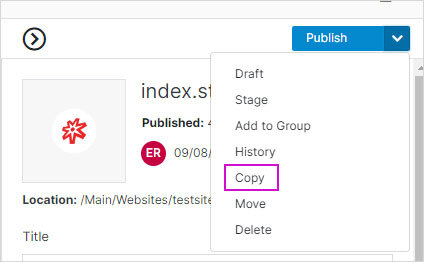 Publish
Draft
Stage
Add to Group
History
Copy
Move
Delete
index.st
Published:
ER
09/08/
Location: /Main/Websites/testsite
Title